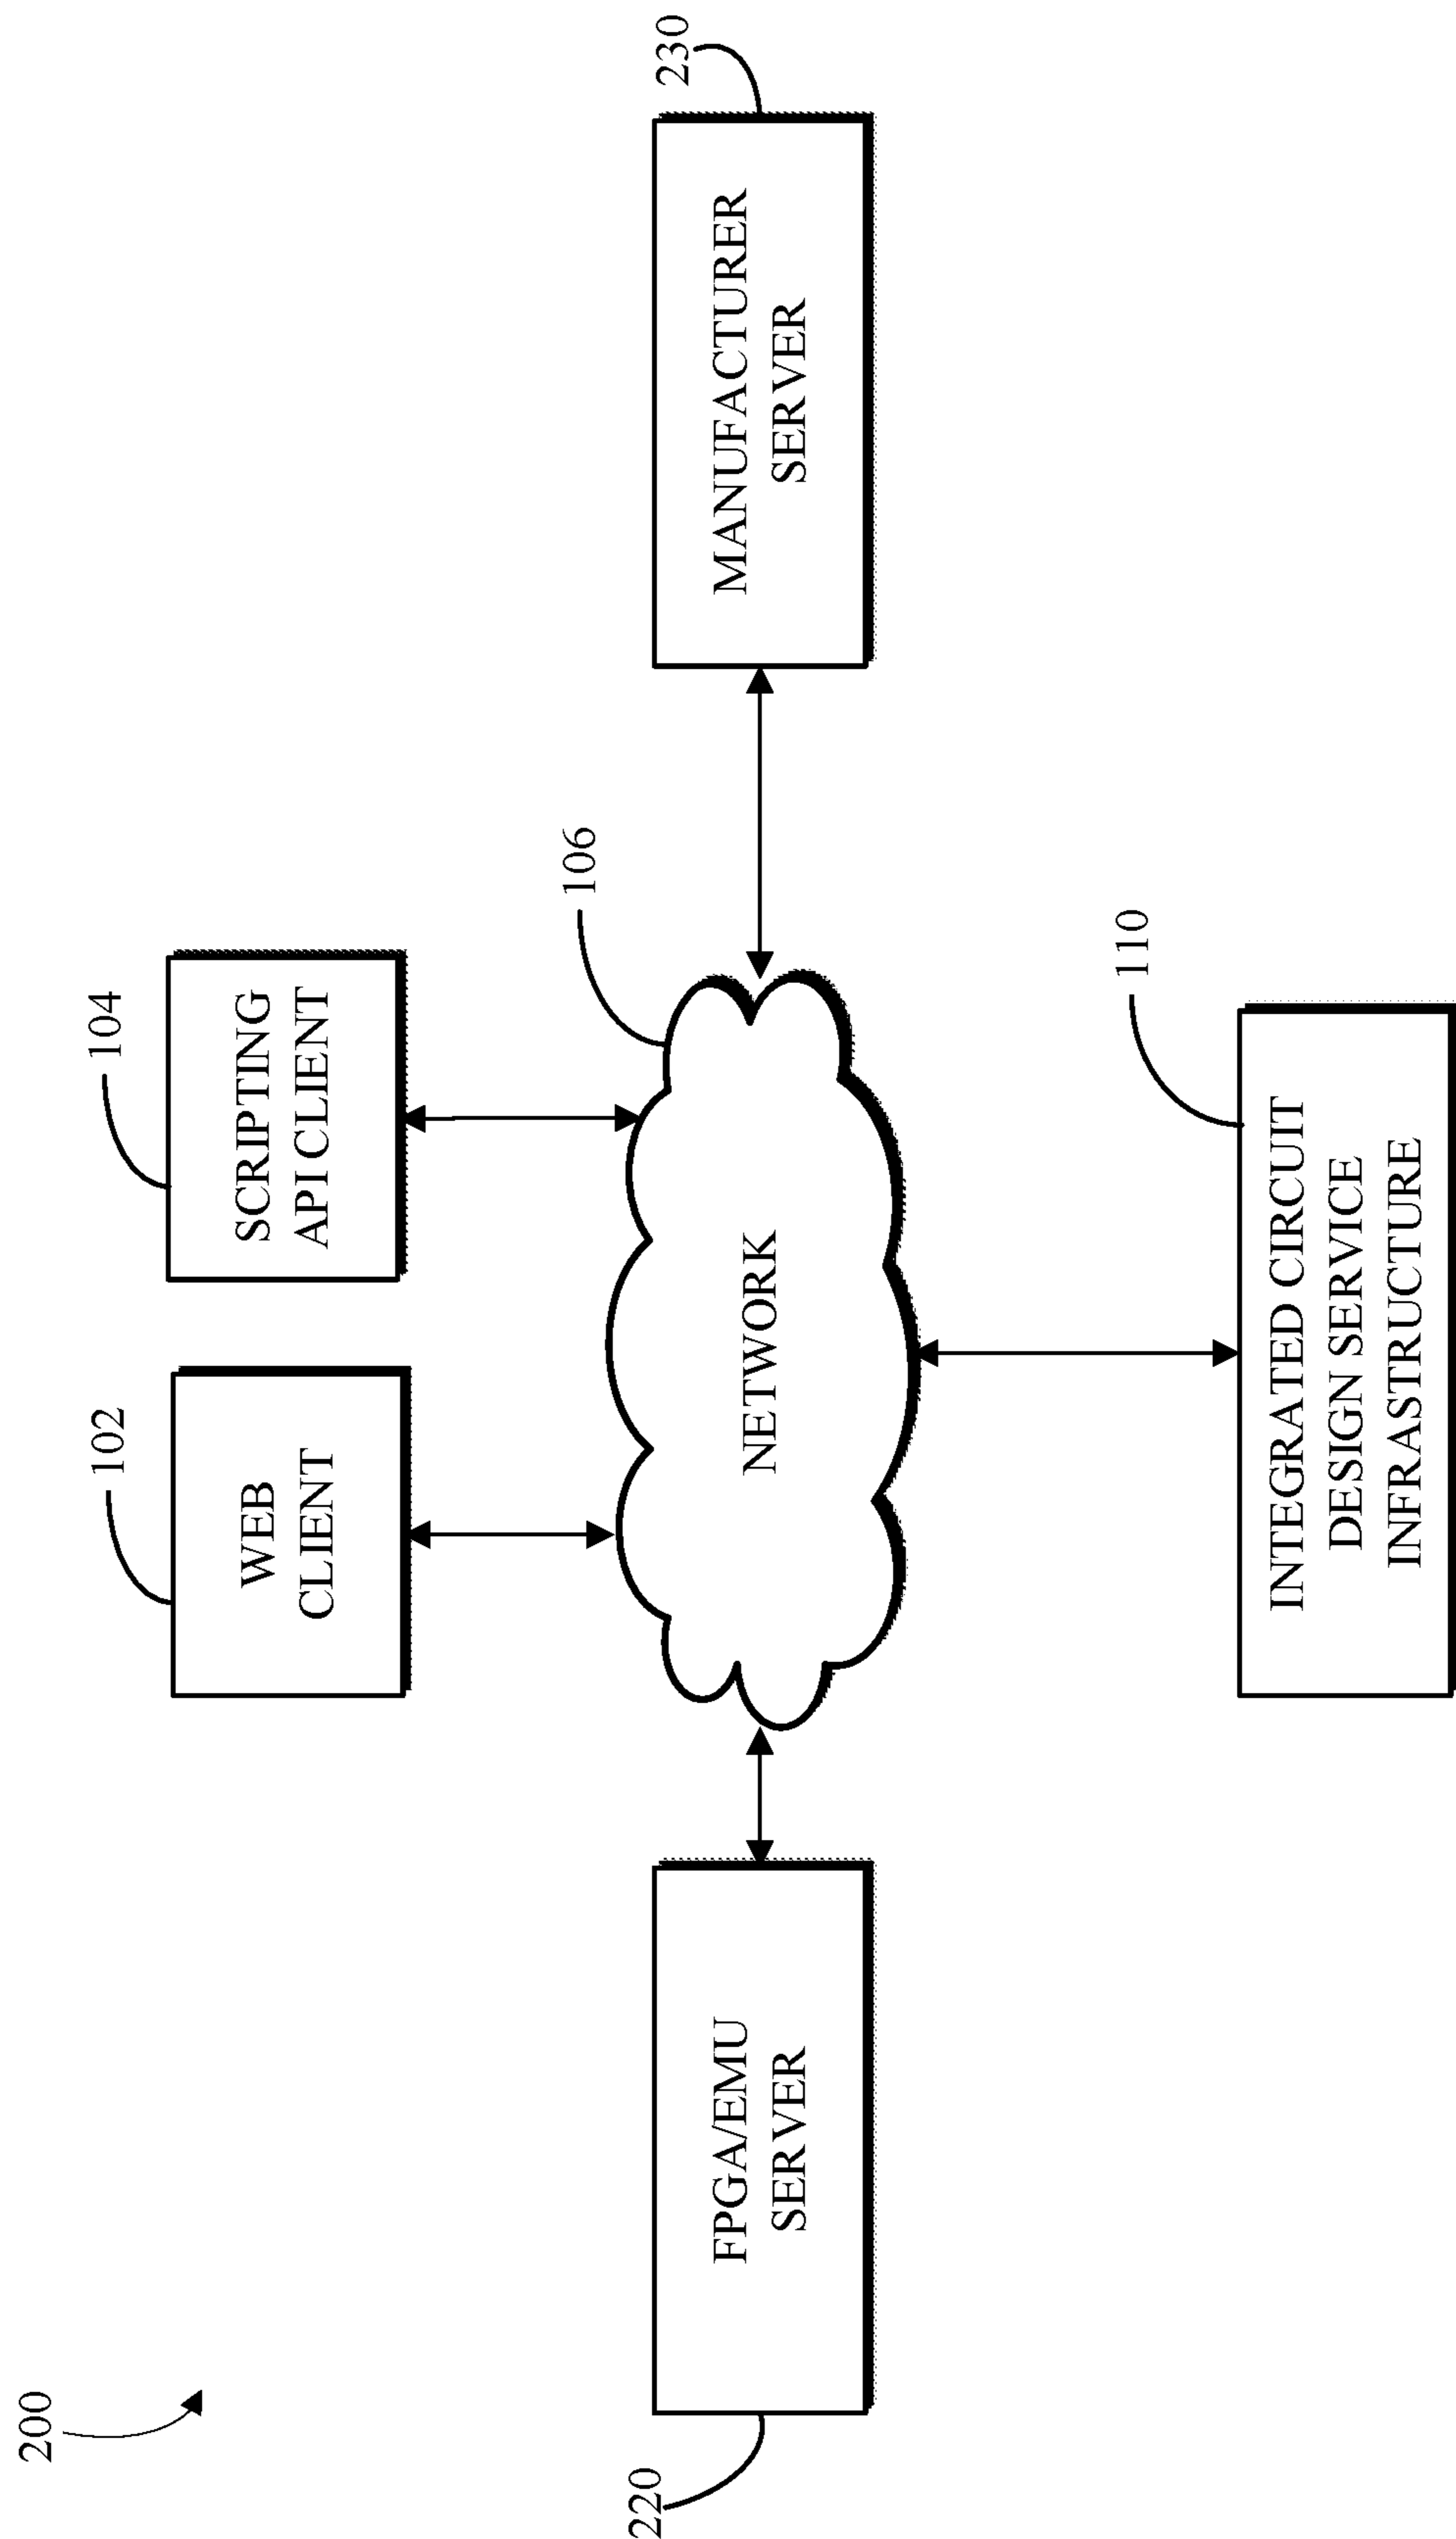 200
102
104
WEB
CLIENT
SCRIPTING
API CLIENT
106
220
230
FPGA/EMU
SERVER
NETWORK
MANUFACTURER
SERVER
110
INTEGRATED CIRCUIT
DESIGN SERVICE
INFRASTRUCTURE